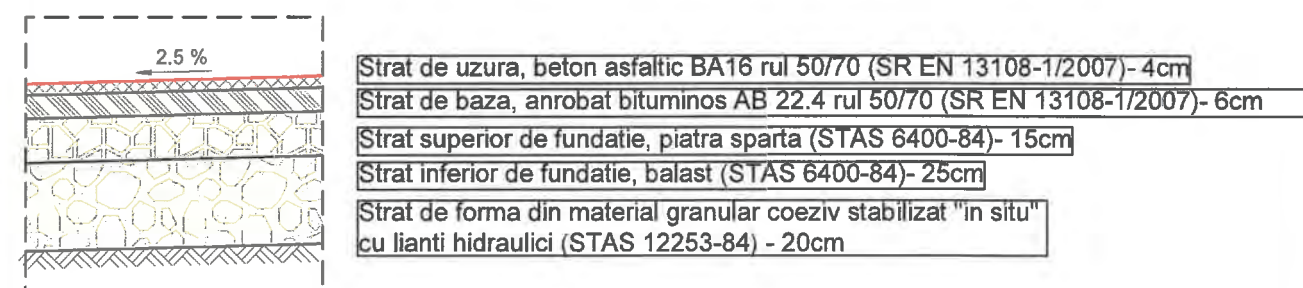 2.5 %
Strat de uzura, beton asfaltic BA16 rul 50/70 (SR EN 13108-1/2007)- 4cm
Strat de baza, anrobat bituminos AB 22.4 rul 50/70 (SR EN 13108-1/2007)- 6cm
Strat superior de fundatie, piatra sparta (STAS 6400-84)- 15cm
Strat inferior de fundatie, balast (STAS 6400-84)- 25cm
Strat de forma din material granular coeziv stabilizat "in situ"
cu lianti hidraulici (STAS 12253-84) - 20cm